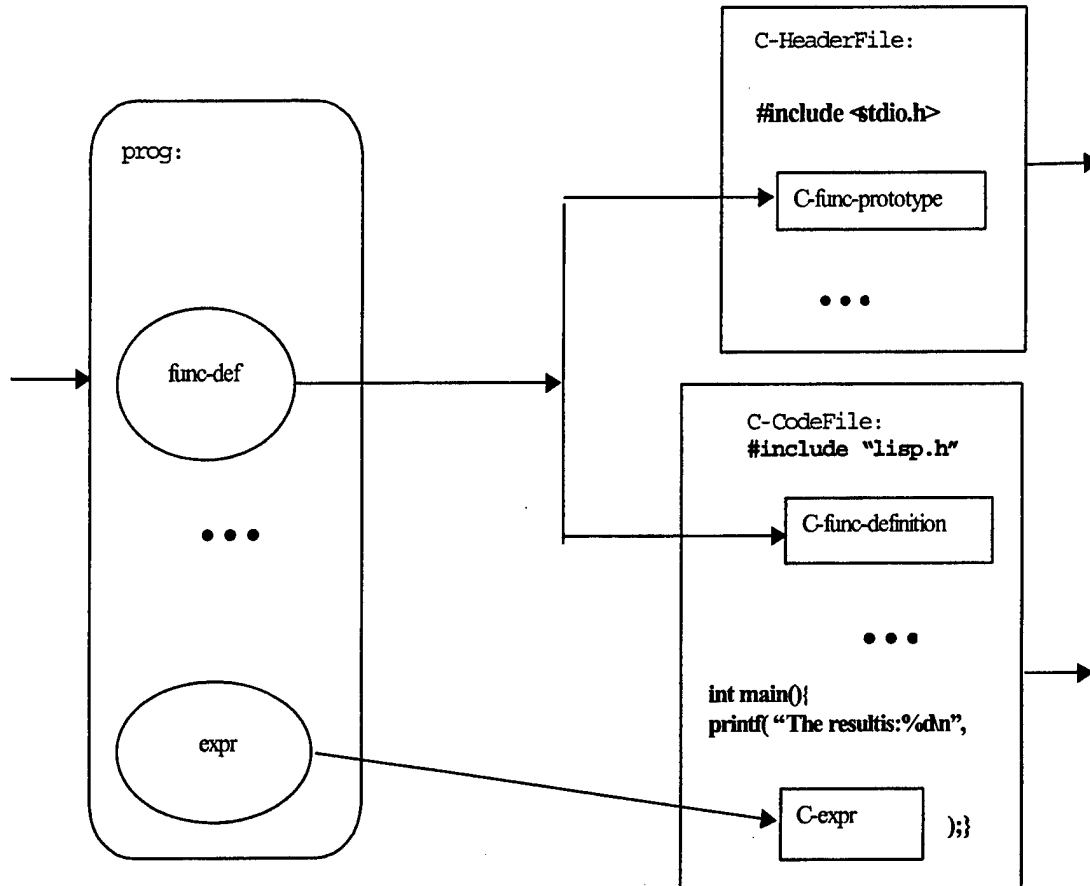 prog:
func-def
expr
C-HeaderFile:
#include <stdio.h>
C-func-prototype
C-CodeFile:
#include "lisp.h"
C-func-definition
int main(){
printf( “The resultis:%d\n”,
C-expr );}